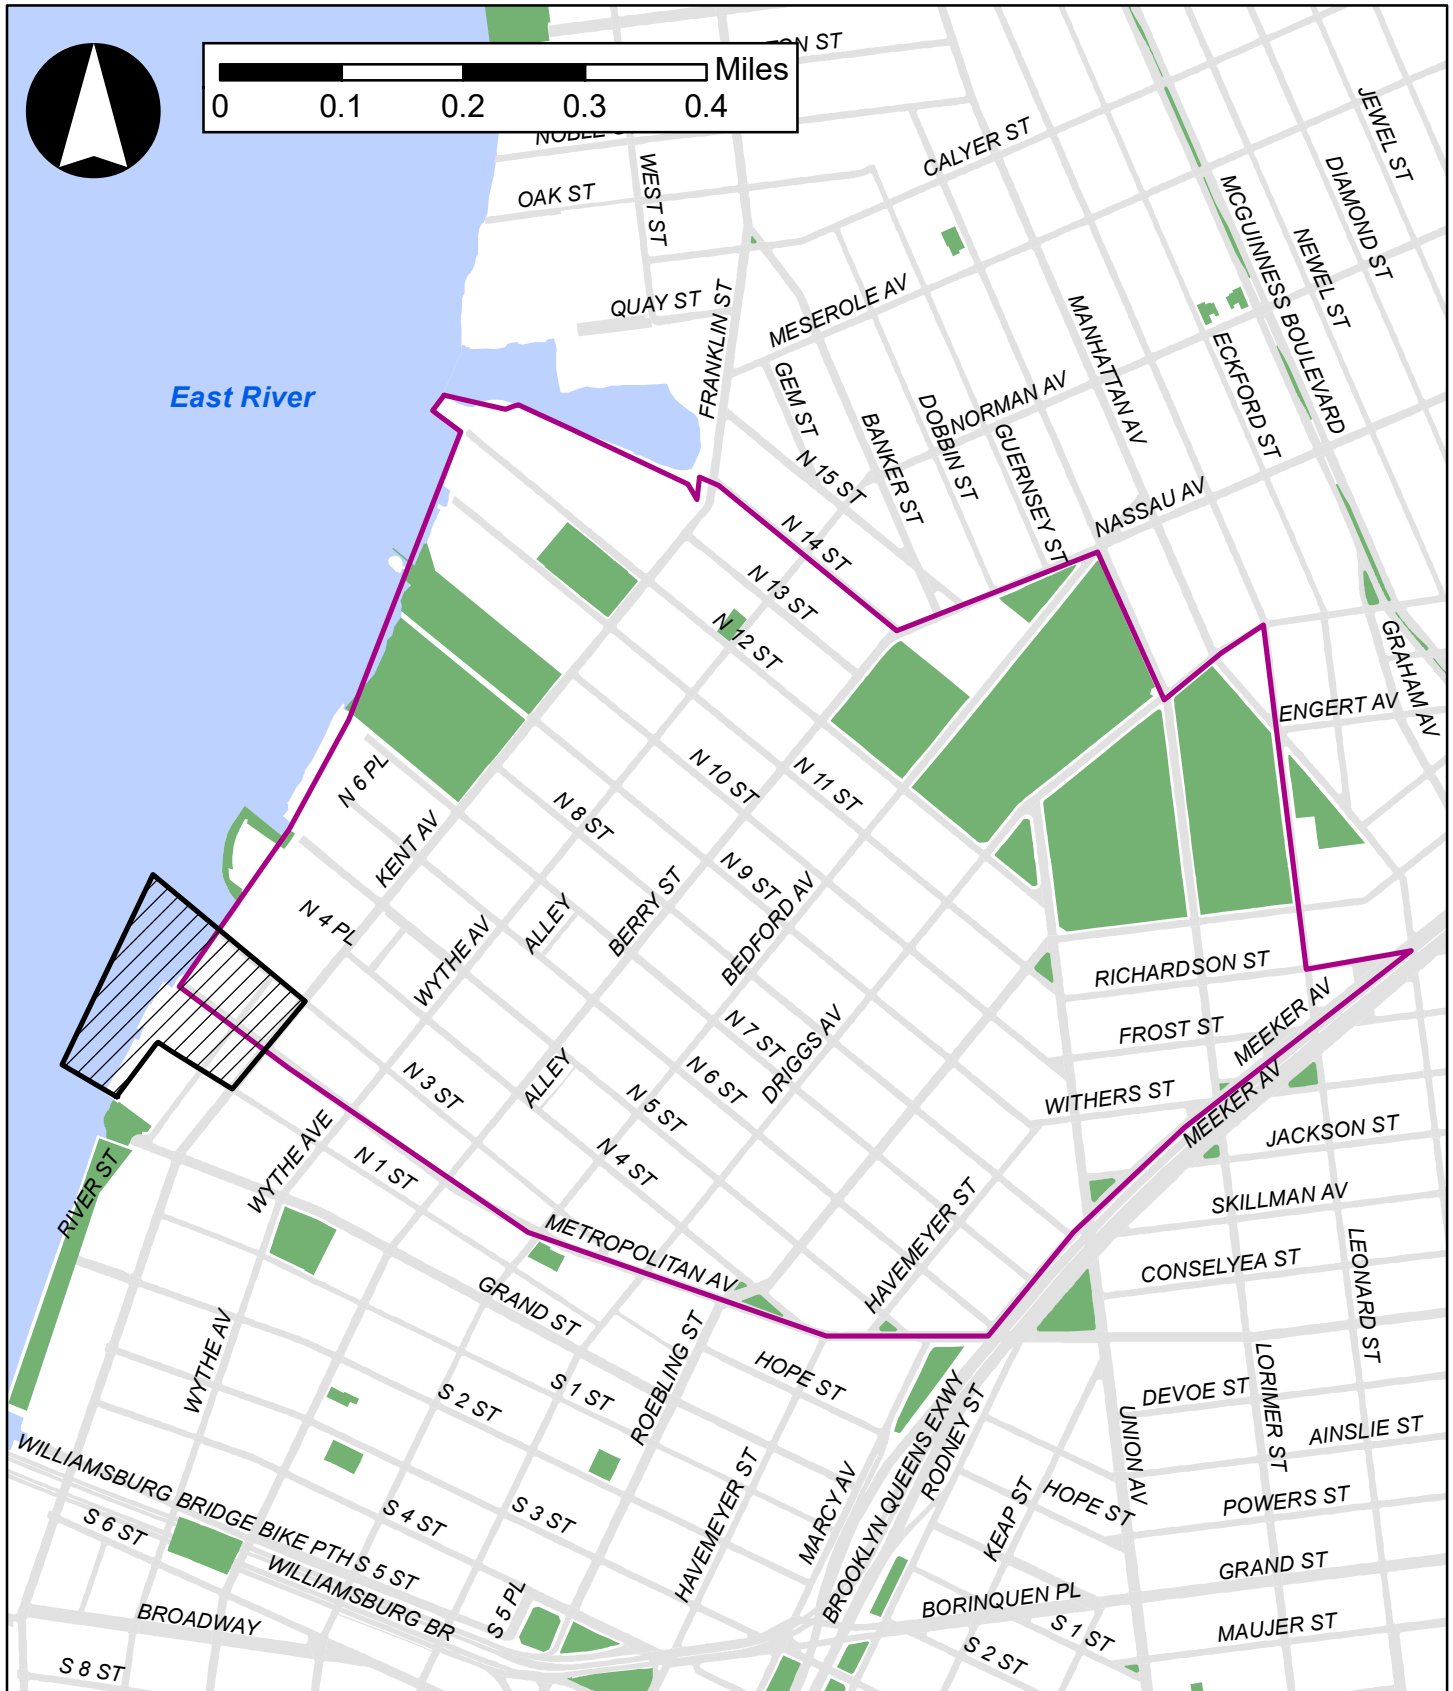 Miles
0 0.1 0.2 0.3 0.4
TON ST
NOBLE
OAK ST
WEST ST
CALYER ST
JEWEL ST
DIAMOND ST
MCGUINNESS BOULEVARD
NEWEL ST
QUAY ST
FRANKLIN ST
MESEROLE AV
MANHATTAN AV
ECKFORD ST
East River
GEM ST
NORMAN AV
DOBBIN ST
BANKER ST
GUERNSEY ST
N 15 ST
NASSAU AV
N 14 ST
N 13 ST
N 12 ST
GRAHAM AV
ENGERT AV
N 6 PL
N 10 ST
N 11 ST
N 8 ST
KENT AV
N 9 ST
BEDFORD AV
BERRY ST
ALLEY
N 4 PL
WYTHE AV
RICHARDSON ST
FROST ST
MEEKER AV
N 7 ST
DRIGGS AV
N 6 ST
N 3 ST
ALLEY
N 5 ST
WITHERS ST
MEEKER AV
JACKSON ST
N 4 ST
WYTHE AVE
N 1 ST
RIVER ST
SKILLMAN AV
HAVEMEYER ST
METROPOLITAN AV
CONSELYEA ST
LEONARD ST
GRAND ST
ROEBLING ST
HOPE ST
WYTHE AV
S 1 ST
S 2 ST
DEVOE ST
LORIMER ST
AINSLIE ST
UNION AV
BROOKLYN QUEENS EXWY
RODNEY ST
WILLIAMSBURG BRIDGE BIKE PTH
S 5 ST
S 6 ST
S 4 ST
S 3 ST
HAVEMEYER ST
MARCY AV
KEAP ST
HOPE ST
POWERS ST
GRAND ST
WILLIAMSBURG BR
S 5 PL
BORINQUEN PL
BROADWAY
S 1 ST
MAUJER ST
S 2 ST
S 8 ST